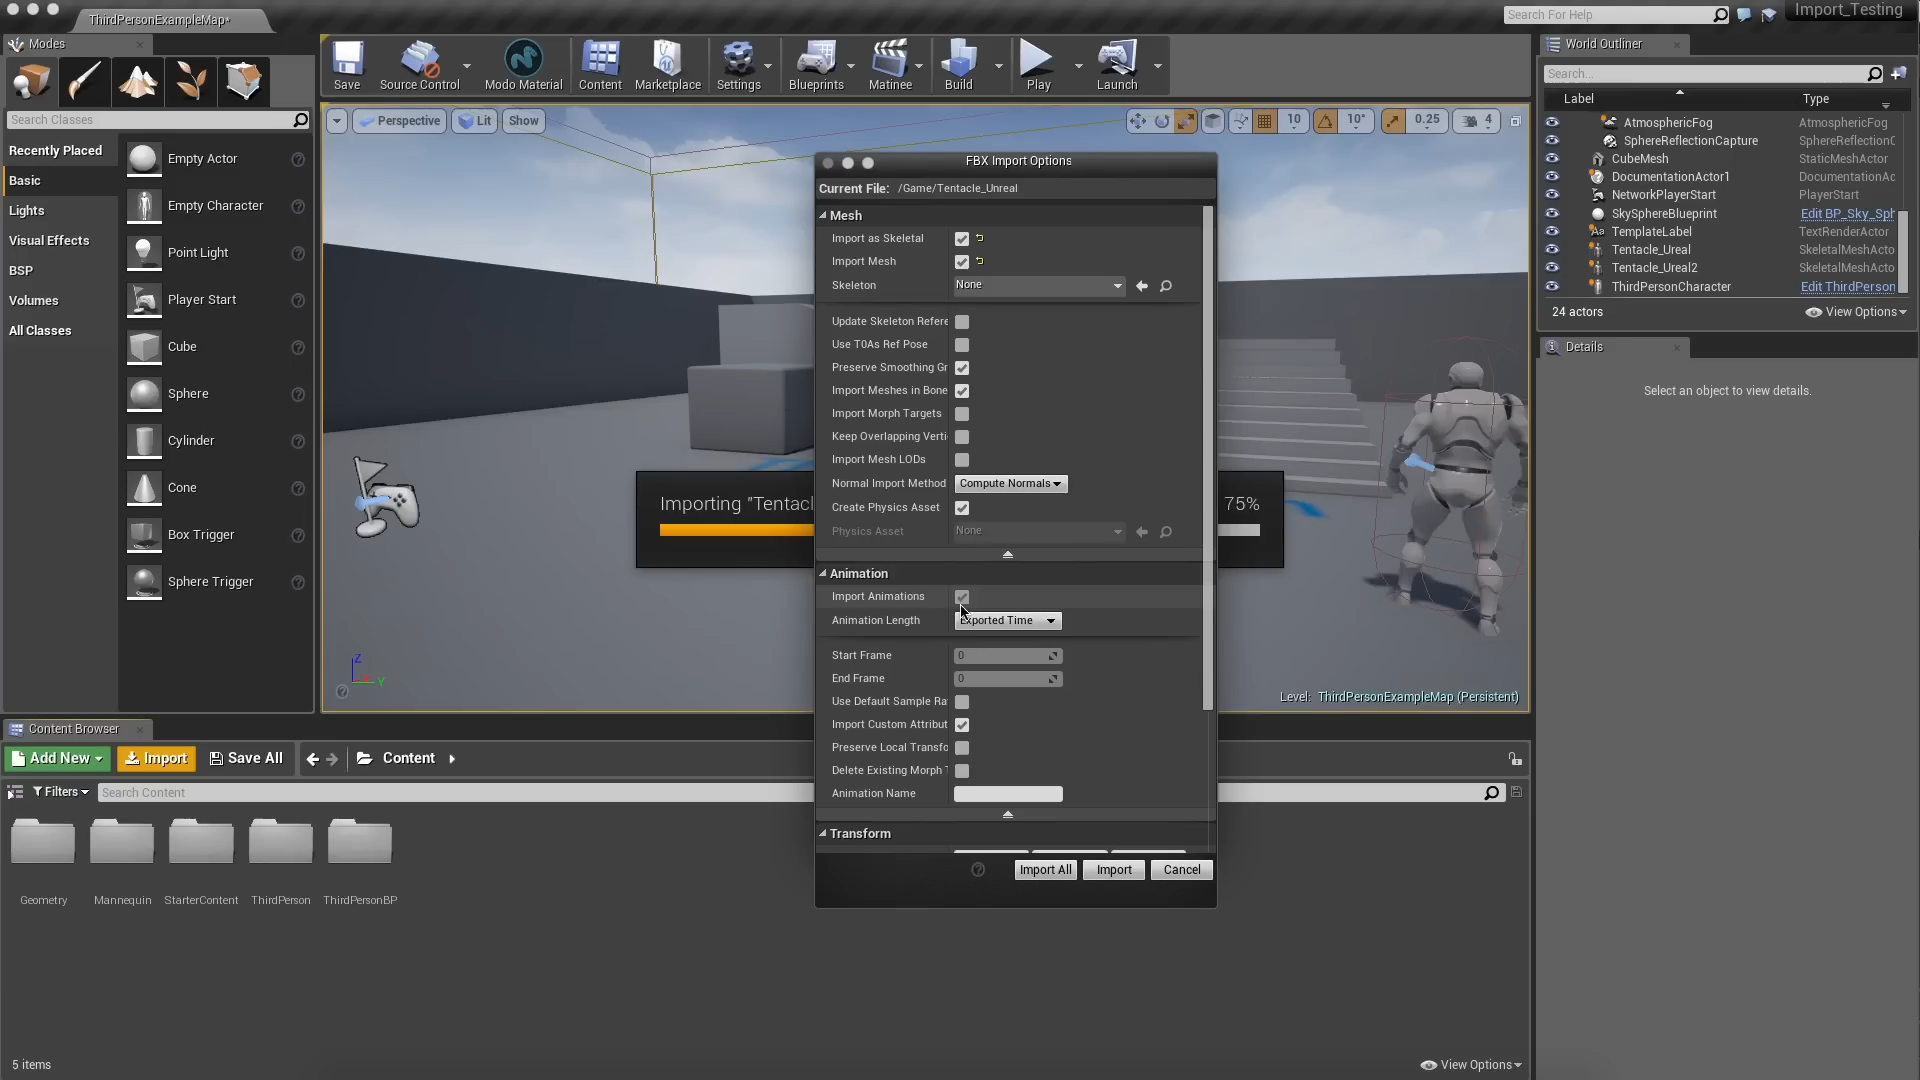 ThirdPersonExampleMap*
Search For Help
Import_Testing
Modes
Save
Source Control
Modo Material
Content
Marketplace
Settings
Blueprints
Matinee
Build
Play
Launch
Search Classes
Recently Placed
Basic
Lights
Visual Effects
BSP
Volumes
All Classes
Empty Actor
Empty Character
Point Light
Player Start
Cube
Sphere
Cylinder
Cone
Box Trigger
Sphere Trigger
Perspective
Lit
Show
10
10°
0.25
4
Z
Y
Level: ThirdPersonExampleMap (Persistent)
Importing "Tentacl
75%
FBX Import Options
Current File: /Game/Tentacle_Unreal
Mesh
Import as Skeletal
Import Mesh
Skeleton None
Update Skeleton Refere
Use T0As Ref Pose
Preserve Smoothing Gr
Import Meshes in Bone
Import Morph Targets
Keep Overlapping Verti
Import Mesh LODs
Normal Import Method Compute Normals
Create Physics Asset
Physics Asset None
Animation
Import Animations
Animation Length Exported Time
Start Frame 0
End Frame 0
Use Default Sample Ra
Import Custom Attribut
Preserve Local Transfo
Delete Existing Morph T
Animation Name
Transform
Import All Import Cancel
World Outliner
Search...
Label Type
AtmosphericFog AtmosphericFog
SphereReflectionCapture SphereReflectionC
CubeMesh StaticMeshActor
DocumentationActor1 DocumentationAc
NetworkPlayerStart PlayerStart
SkySphereBlueprint Edit BP_Sky_Sph
TemplateLabel TextRenderActor
Tentacle_Ureal SkeletalMeshActo
Tentacle_Ureal2 SkeletalMeshActo
ThirdPersonCharacter Edit ThirdPerson
24 actors View Options
Details
Select an object to view details.
Content Browser
Add New Import Save All Content
Filters Search Content
Geometry Mannequin StarterContent ThirdPerson ThirdPersonBP
5 items View Options